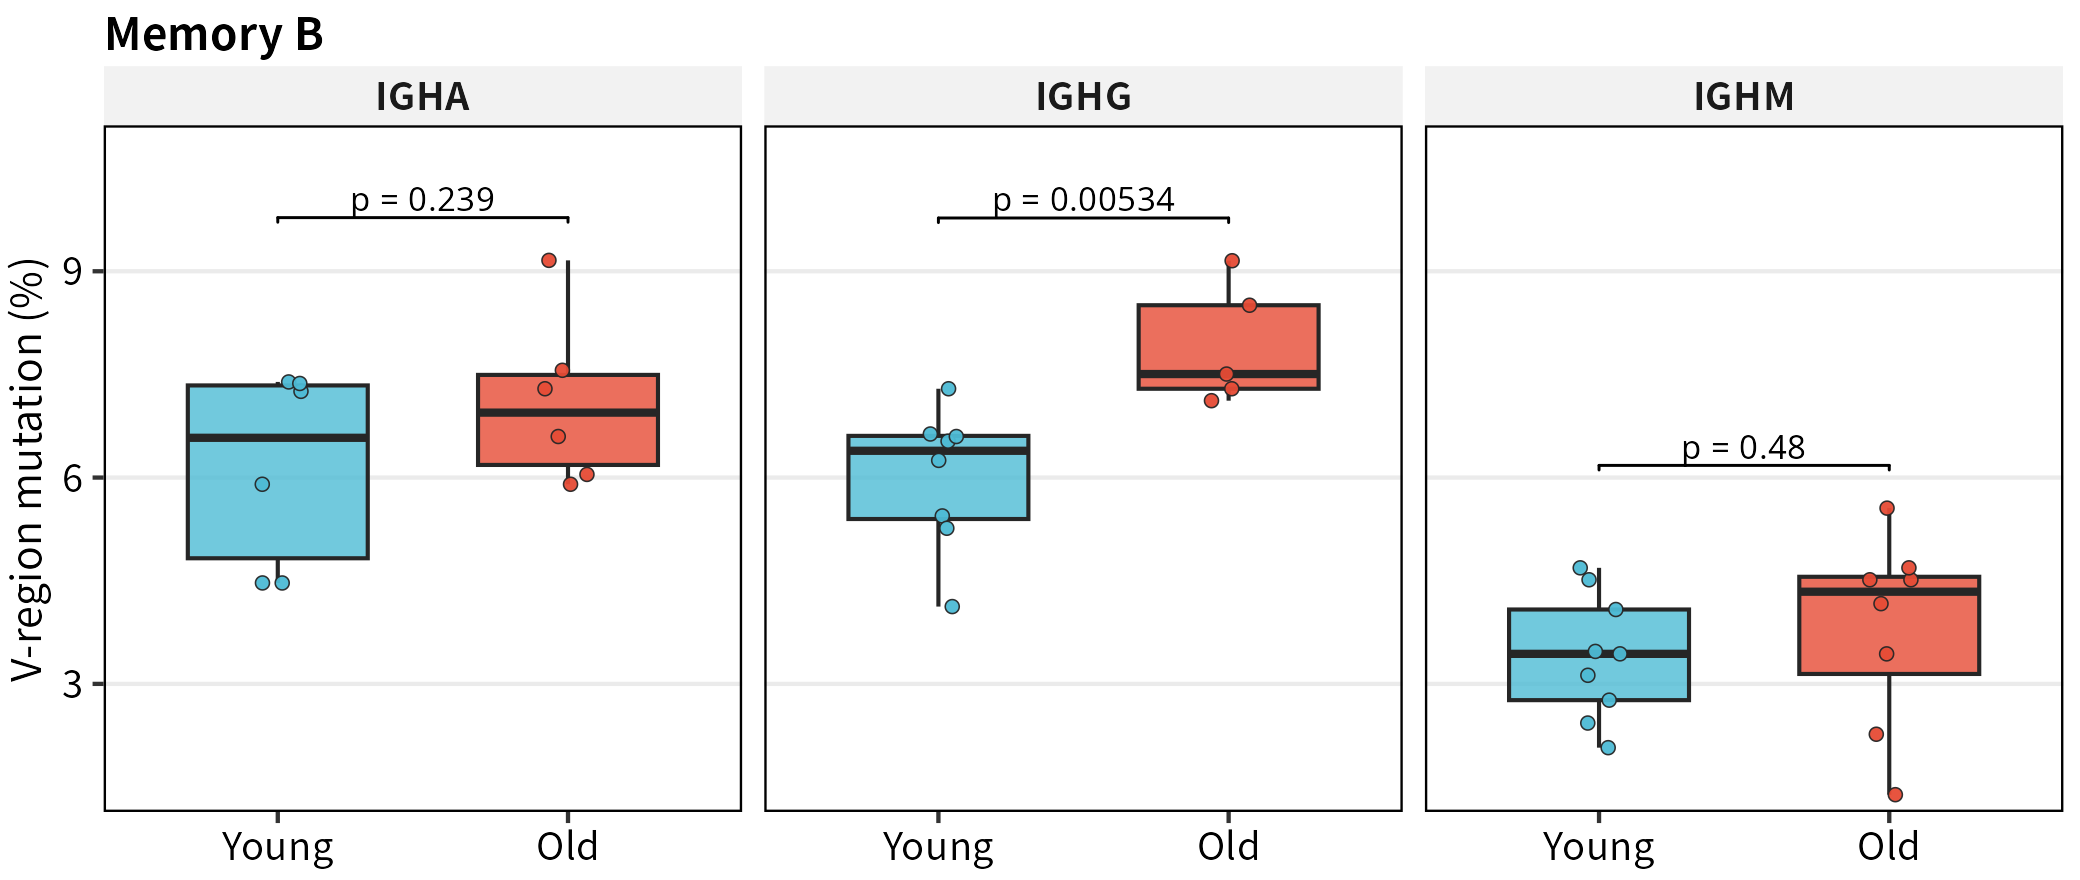 Memory B
IGHA
IGHG
IGHM
V-region mutation (%)
9
6
3
p = 0.239
p = 0.00534
p = 0.48
Young
Old
Young
Old
Young
Old